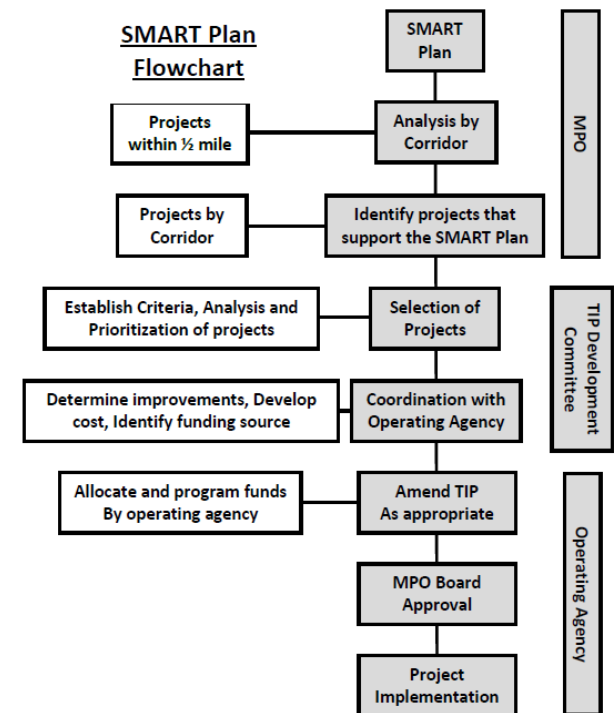 SMART Plan
Flowchart
SMART
Plan
Projects
within ½ mile
Analysis by
Corridor
MPO
Projects by
Corridor
Identify projects that
support the SMART Plan
Establish Criteria, Analysis and
Prioritization of projects
Selection of
Projects
TIP Development
Committee
Determine improvements, Develop
cost, Identify funding source
Coordination with
Operating Agency
Allocate and program funds
By operating agency
Amend TIP
As appropriate
Operating Agency
MPO Board
Approval
Project
Implementation